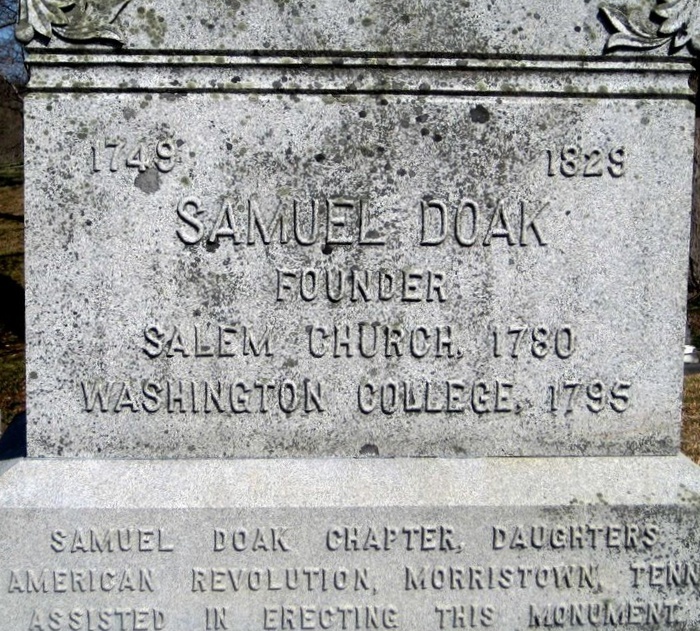 1749 1829
SAMUEL DOAK
FOUNDER
SALEM CHURCH, 1780
WASHINGTON COLLEGE, 1795
SAMUEL DOAK CHAPTER, DAUGHTERS
AMERICAN REVOLUTION, MORRISTOWN, TENN
ASSISTED IN ERECTING THIS MONUMENT.